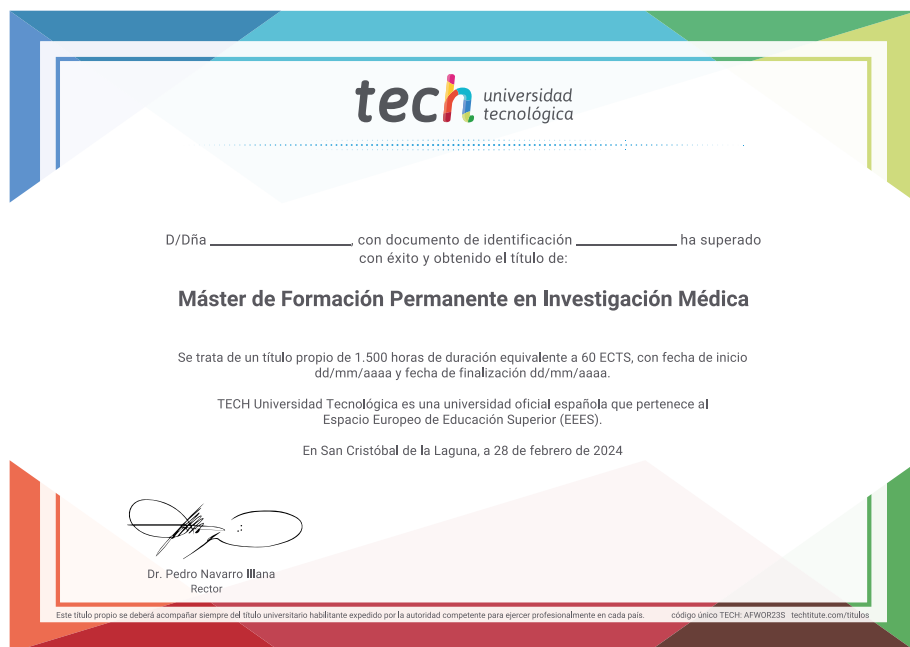 tech universidad
tecnológica
D/Dña ______________, con documento de identificación __________ ha superado
con éxito y obtenido el título de:
Máster de Formación Permanente en Investigación Médica
Se trata de un título propio de 1.500 horas de duración equivalente a 60 ECTS, con fecha de inicio
dd/mm/aaaa y fecha de finalización dd/mm/aaaa.
TECH Universidad Tecnológica es una universidad oficial española que pertenece al
Espacio Europeo de Educación Superior (EEES).
En San Cristóbal de la Laguna, a 28 de febrero de 2024
Dr. Pedro Navarro Illana
Rector
Este título propio se deberá acompañar siempre del título universitario habilitante expedido por la autoridad competente para ejercer profesionalmente en cada país. código único TECH: AFWOR23S techtitute.com/titulos